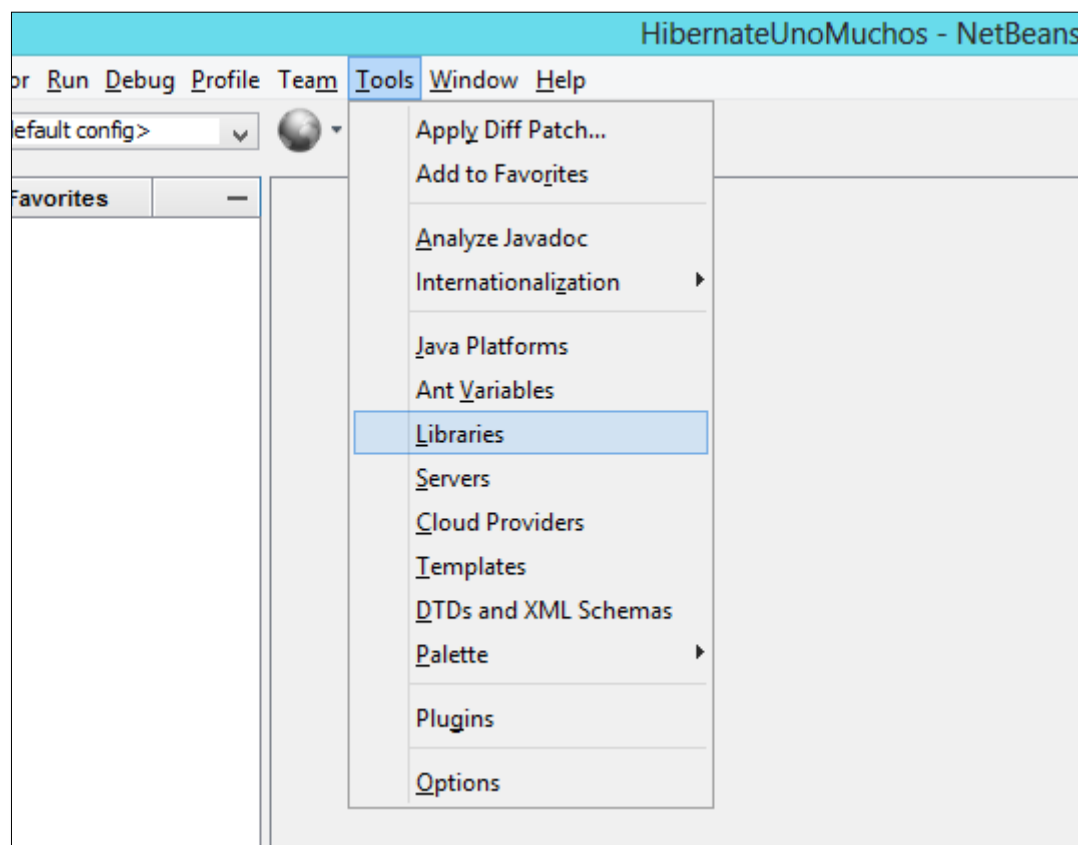 HibernateUnoMuchos - NetBeans
or Run Debug Profile Team Tools Window Help
default config>
Favorites
Apply Diff Patch...
Add to Favorites
Analyze Javadoc
Internationalization
Java Platforms
Ant Variables
Libraries
Servers
Cloud Providers
Templates
DTDs and XML Schemas
Palette
Plugins
Options